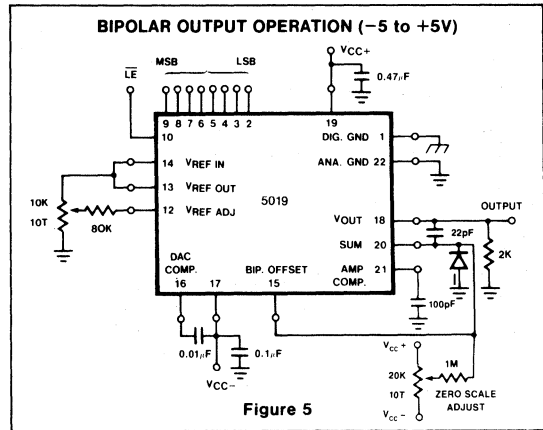 BIPOLAR OUTPUT OPERATION (−5 to +5V)
MSB LSB
LE
VCC+
0.47μF
9 8 7 6 5 4 3 2
19
10
DIG. GND 1
14 VREF IN
ANA. GND 22
13 VREF OUT
5019
10K
10T
80K
12 VREF ADJ
VOUT 18
OUTPUT
22pF
SUM 20
2K
DAC
COMP.
BIP. OFFSET
AMP 21
COMP.
16 17 15
100pF
0.01μF
0.1μF
VCC−
VCC+
20K
10T
1M
ZERO SCALE
ADJUST
VCC−
Figure 5